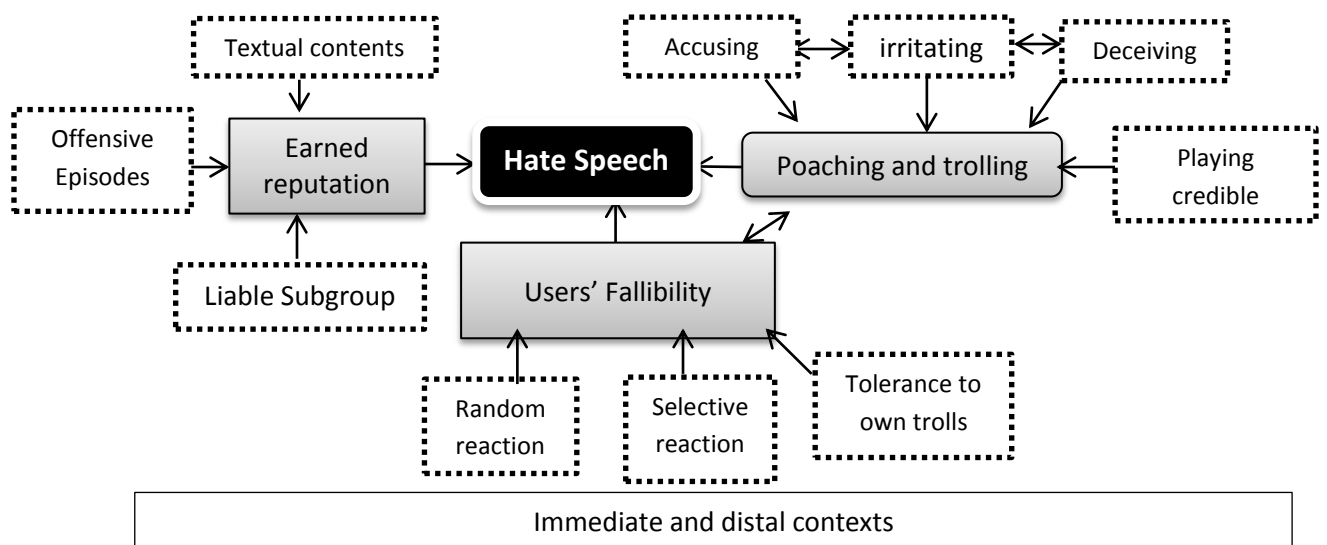 Textual contents
Accusing
irritating
Deceiving
Offensive
Episodes
Earned
reputation
Hate Speech
Poaching and trolling
Playing
credible
Liable Subgroup
Users’ Fallibility
Random
reaction
Selective
reaction
Tolerance to
own trolls
Immediate and distal contexts